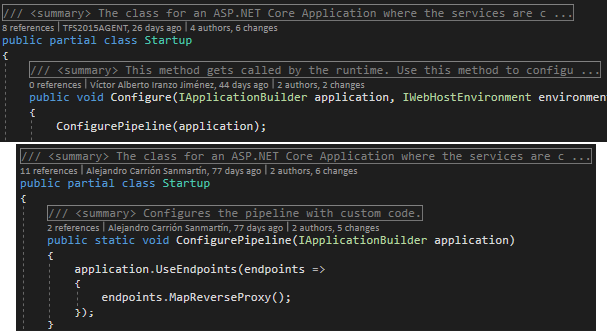 /// <summary> The class for an ASP.NET Core Application where the services are c ...
8 references | TFS2015AGENT, 26 days ago | 4 authors, 6 changes
public partial class Startup
{
/// <summary> This method gets called by the runtime. Use this method to configu ...
0 references | Víctor Alberto Iranzo Jiménez, 44 days ago | 2 authors, 2 changes
public void Configure(IApplicationBuilder application, IWebHostEnvironment environment
{
ConfigurePipeline(application);
/// <summary> The class for an ASP.NET Core Application where the services are c ...
11 references | Alejandro Carrión Sanmartín, 77 days ago | 2 authors, 6 changes
public partial class Startup
{
/// <summary> Configures the pipeline with custom code.
2 references | Alejandro Carrión Sanmartín, 77 days ago | 2 authors, 5 changes
public static void ConfigurePipeline(IApplicationBuilder application)
{
application.UseEndpoints(endpoints =>
{
endpoints.MapReverseProxy();
});
}